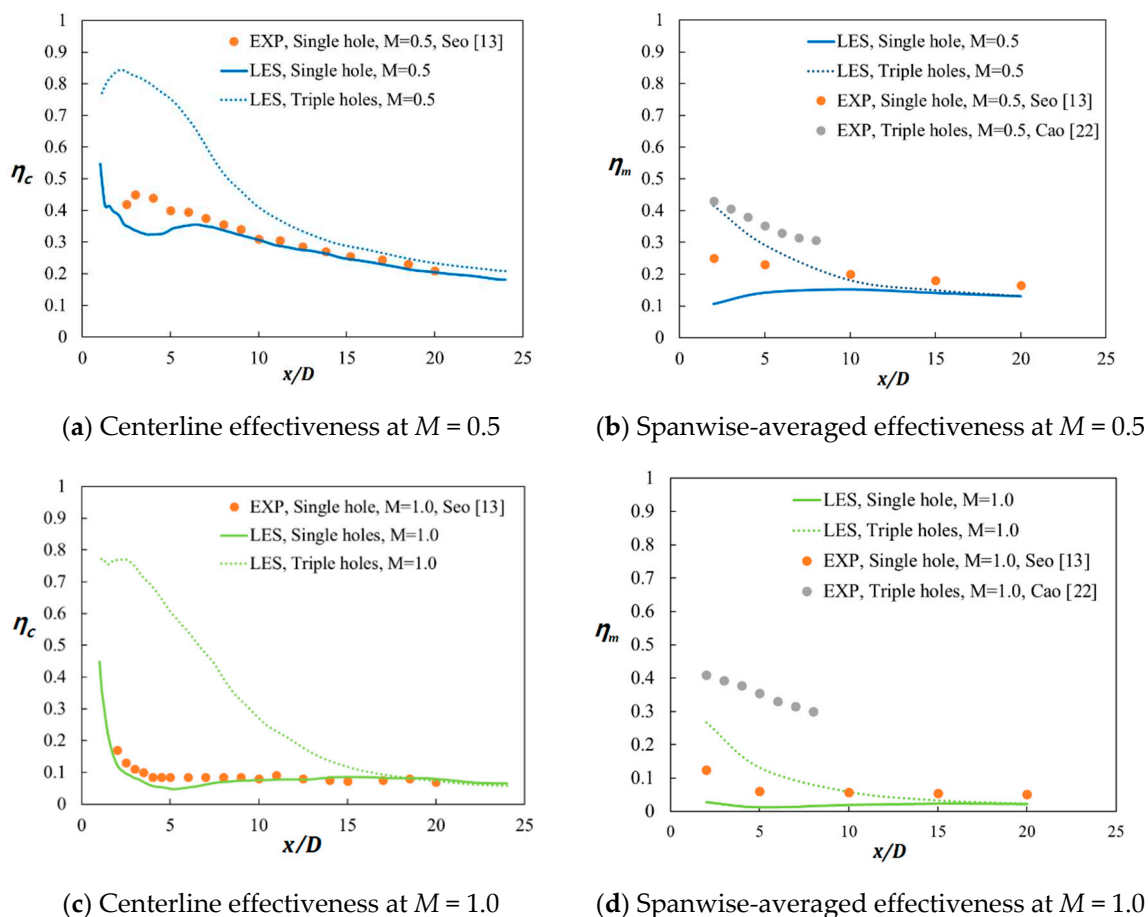 1
0.9
0.8
0.7
0.6
0.5
0.4
0.3
0.2
0.1
0
ηc
EXP, Single hole, M=0.5, Seo [13]
LES, Single hole, M=0.5
LES, Triple holes, M=0.5
0 5 10 15 20 25
x/D
(a) Centerline effectiveness at M = 0.5
1
0.9
0.8
0.7
0.6
0.5
0.4
0.3
0.2
0.1
0
ηm
LES, Single hole, M=0.5
LES, Triple holes, M=0.5
EXP, Single hole, M=0.5, Seo [13]
EXP, Triple holes, M=0.5, Cao [22]
0 5 10 15 20 25
x/D
(b) Spanwise-averaged effectiveness at M = 0.5
1
0.9
0.8
0.7
0.6
0.5
0.4
0.3
0.2
0.1
0
ηc
EXP, Single hole, M=1.0, Seo [13]
LES, Single holes, M=1.0
LES, Triple holes, M=1.0
0 5 10 15 20 25
x/D
(c) Centerline effectiveness at M = 1.0
1
0.9
0.8
0.7
0.6
0.5
0.4
0.3
0.2
0.1
0
ηm
LES, Single hole, M=1.0
LES, Triple holes, M=1.0
EXP, Single hole, M=1.0, Seo [13]
EXP, Triple holes, M=1.0, Cao [22]
0 5 10 15 20 25
x/D
(d) Spanwise-averaged effectiveness at M = 1.0